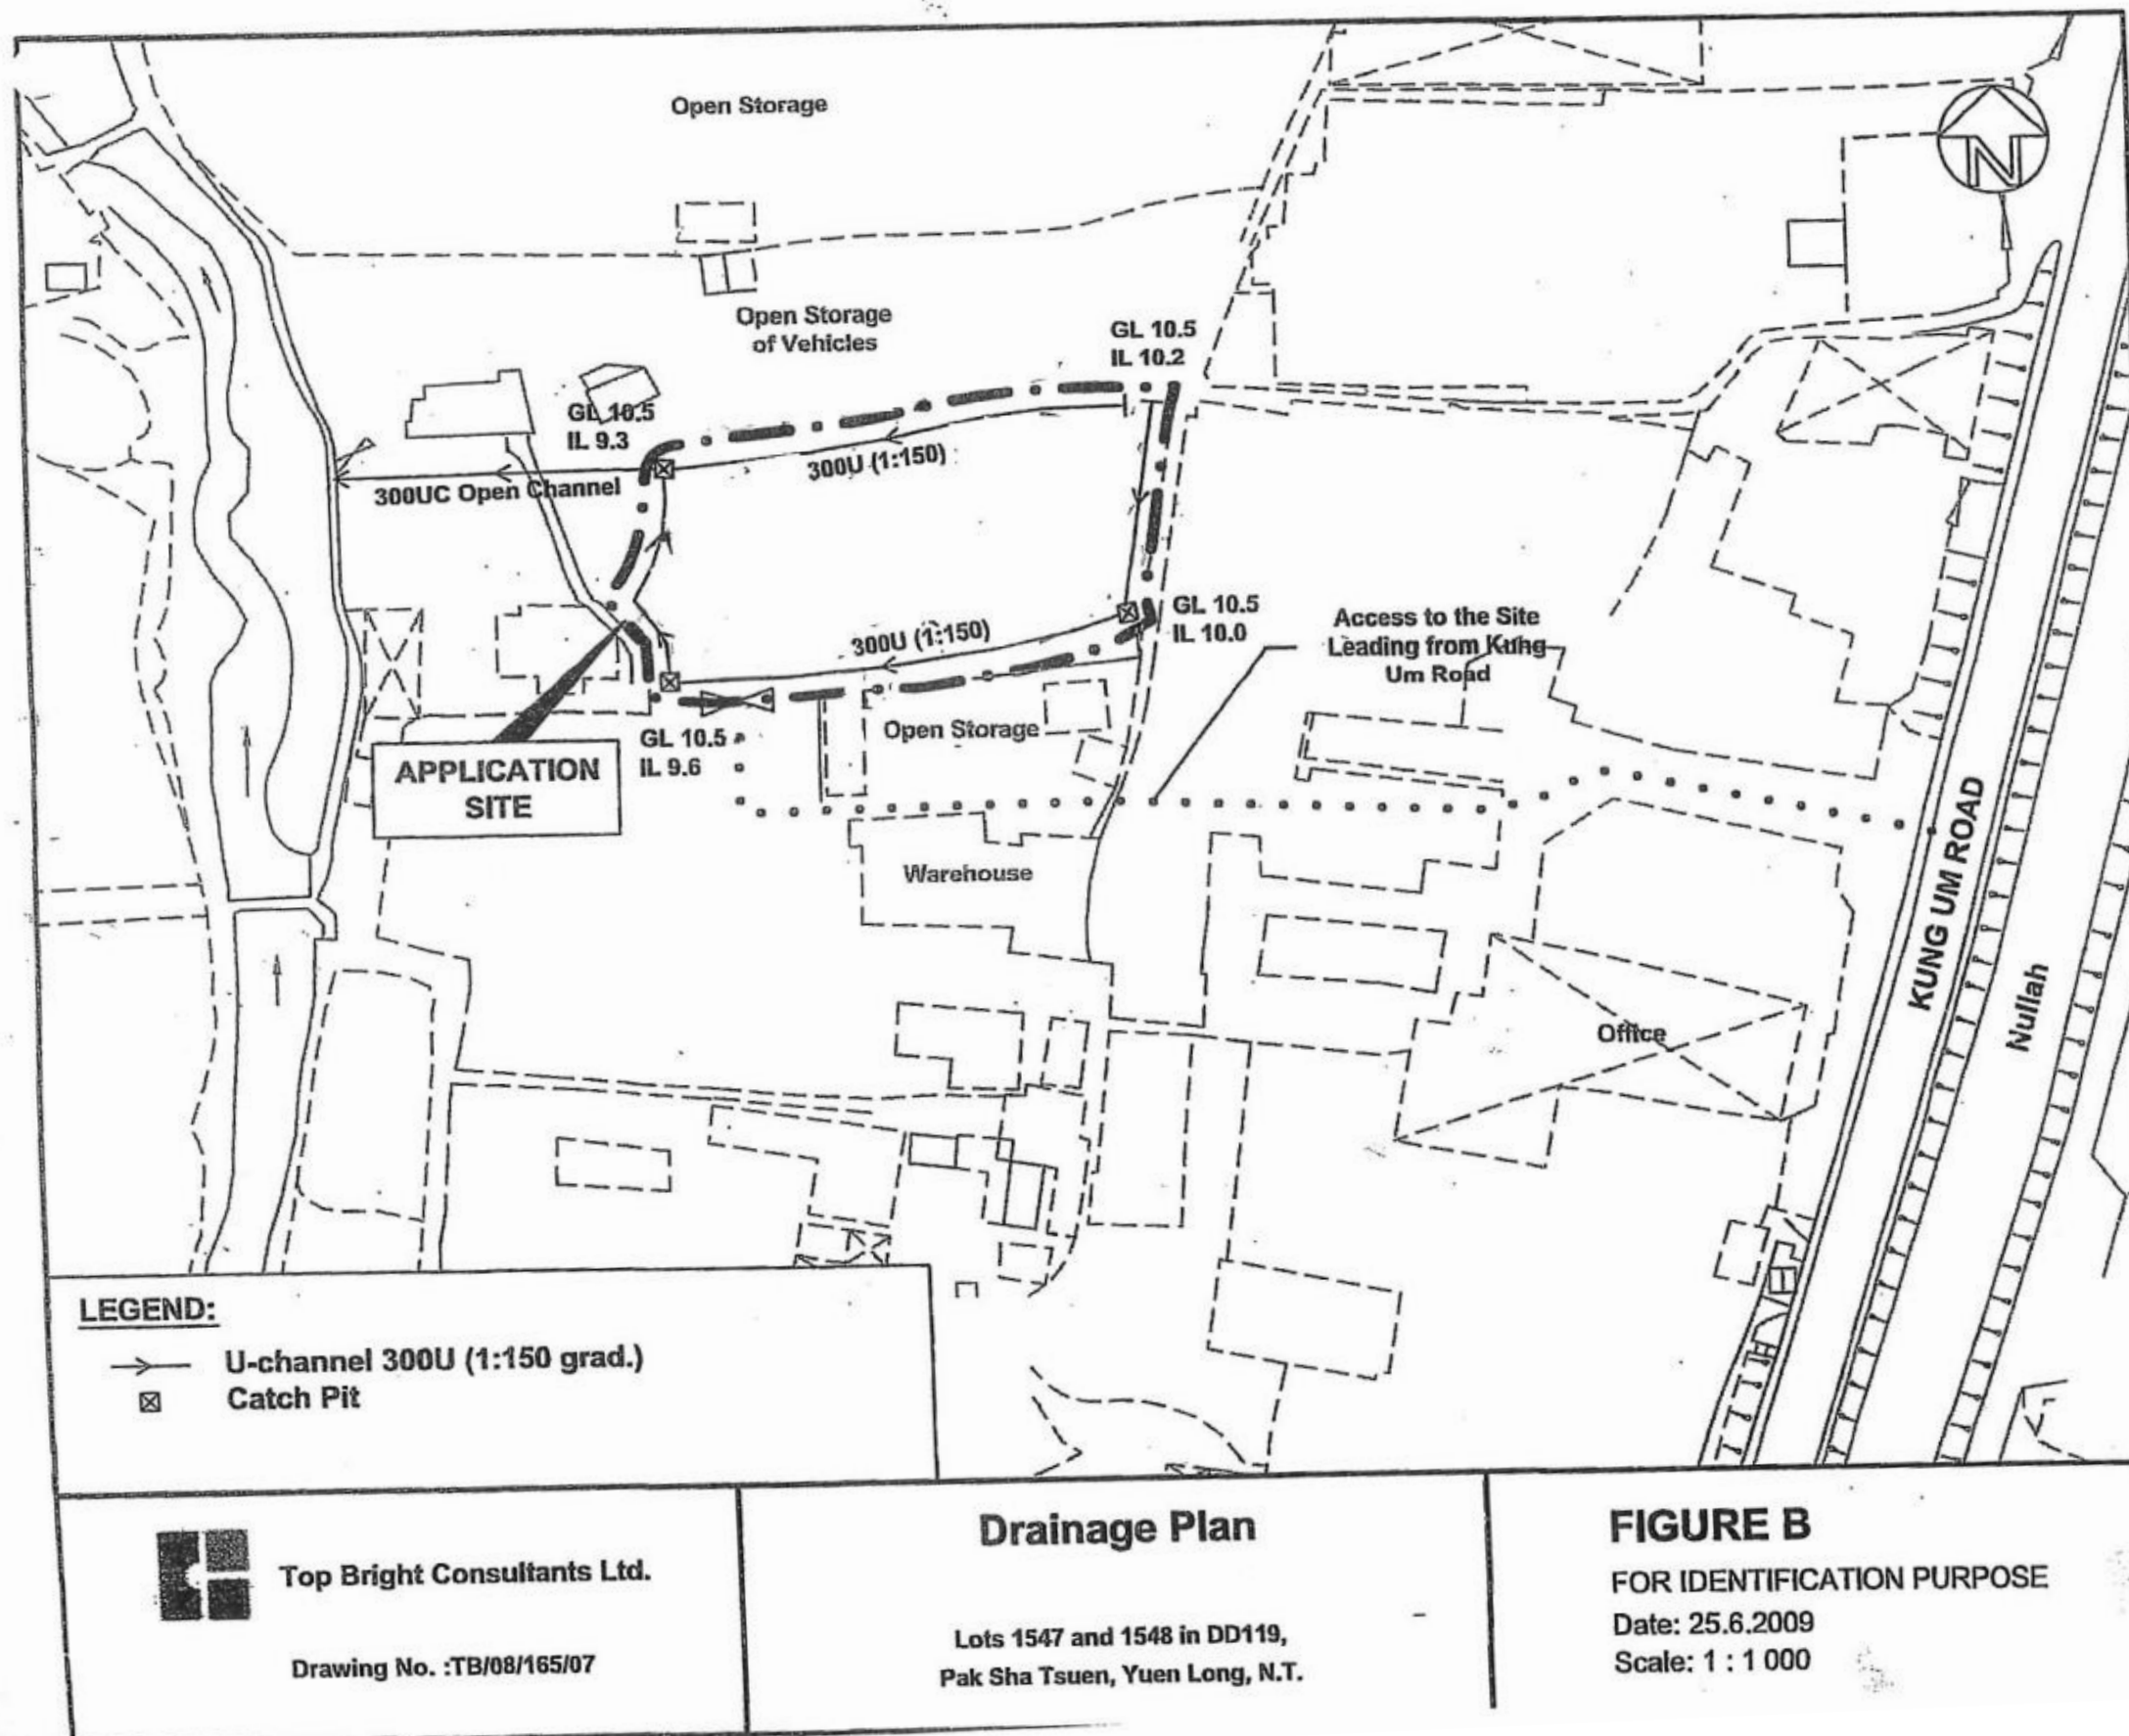 Open Storage
N
Open Storage
of Vehicles
GL 10.5
IL 10.2
GL 10.5
IL 9.3
300U (1:150)
300UC Open Channel
GL 10.5
IL 10.0
300U (1:150)
Access to the Site
Leading from Kung
Um Road
Open Storage
GL 10.5
IL 9.6
APPLICATION
SITE
Warehouse
KUNG UM ROAD
Nullah
Office
LEGEND:
U-channel 300U (1:150 grad.)
Catch Pit
Top Bright Consultants Ltd.
Drawing No. :TB/08/165/07
Drainage Plan
Lots 1547 and 1548 in DD119,
Pak Sha Tsuen, Yuen Long, N.T.
FIGURE B
FOR IDENTIFICATION PURPOSE
Date: 25.6.2009
Scale: 1 : 1 000